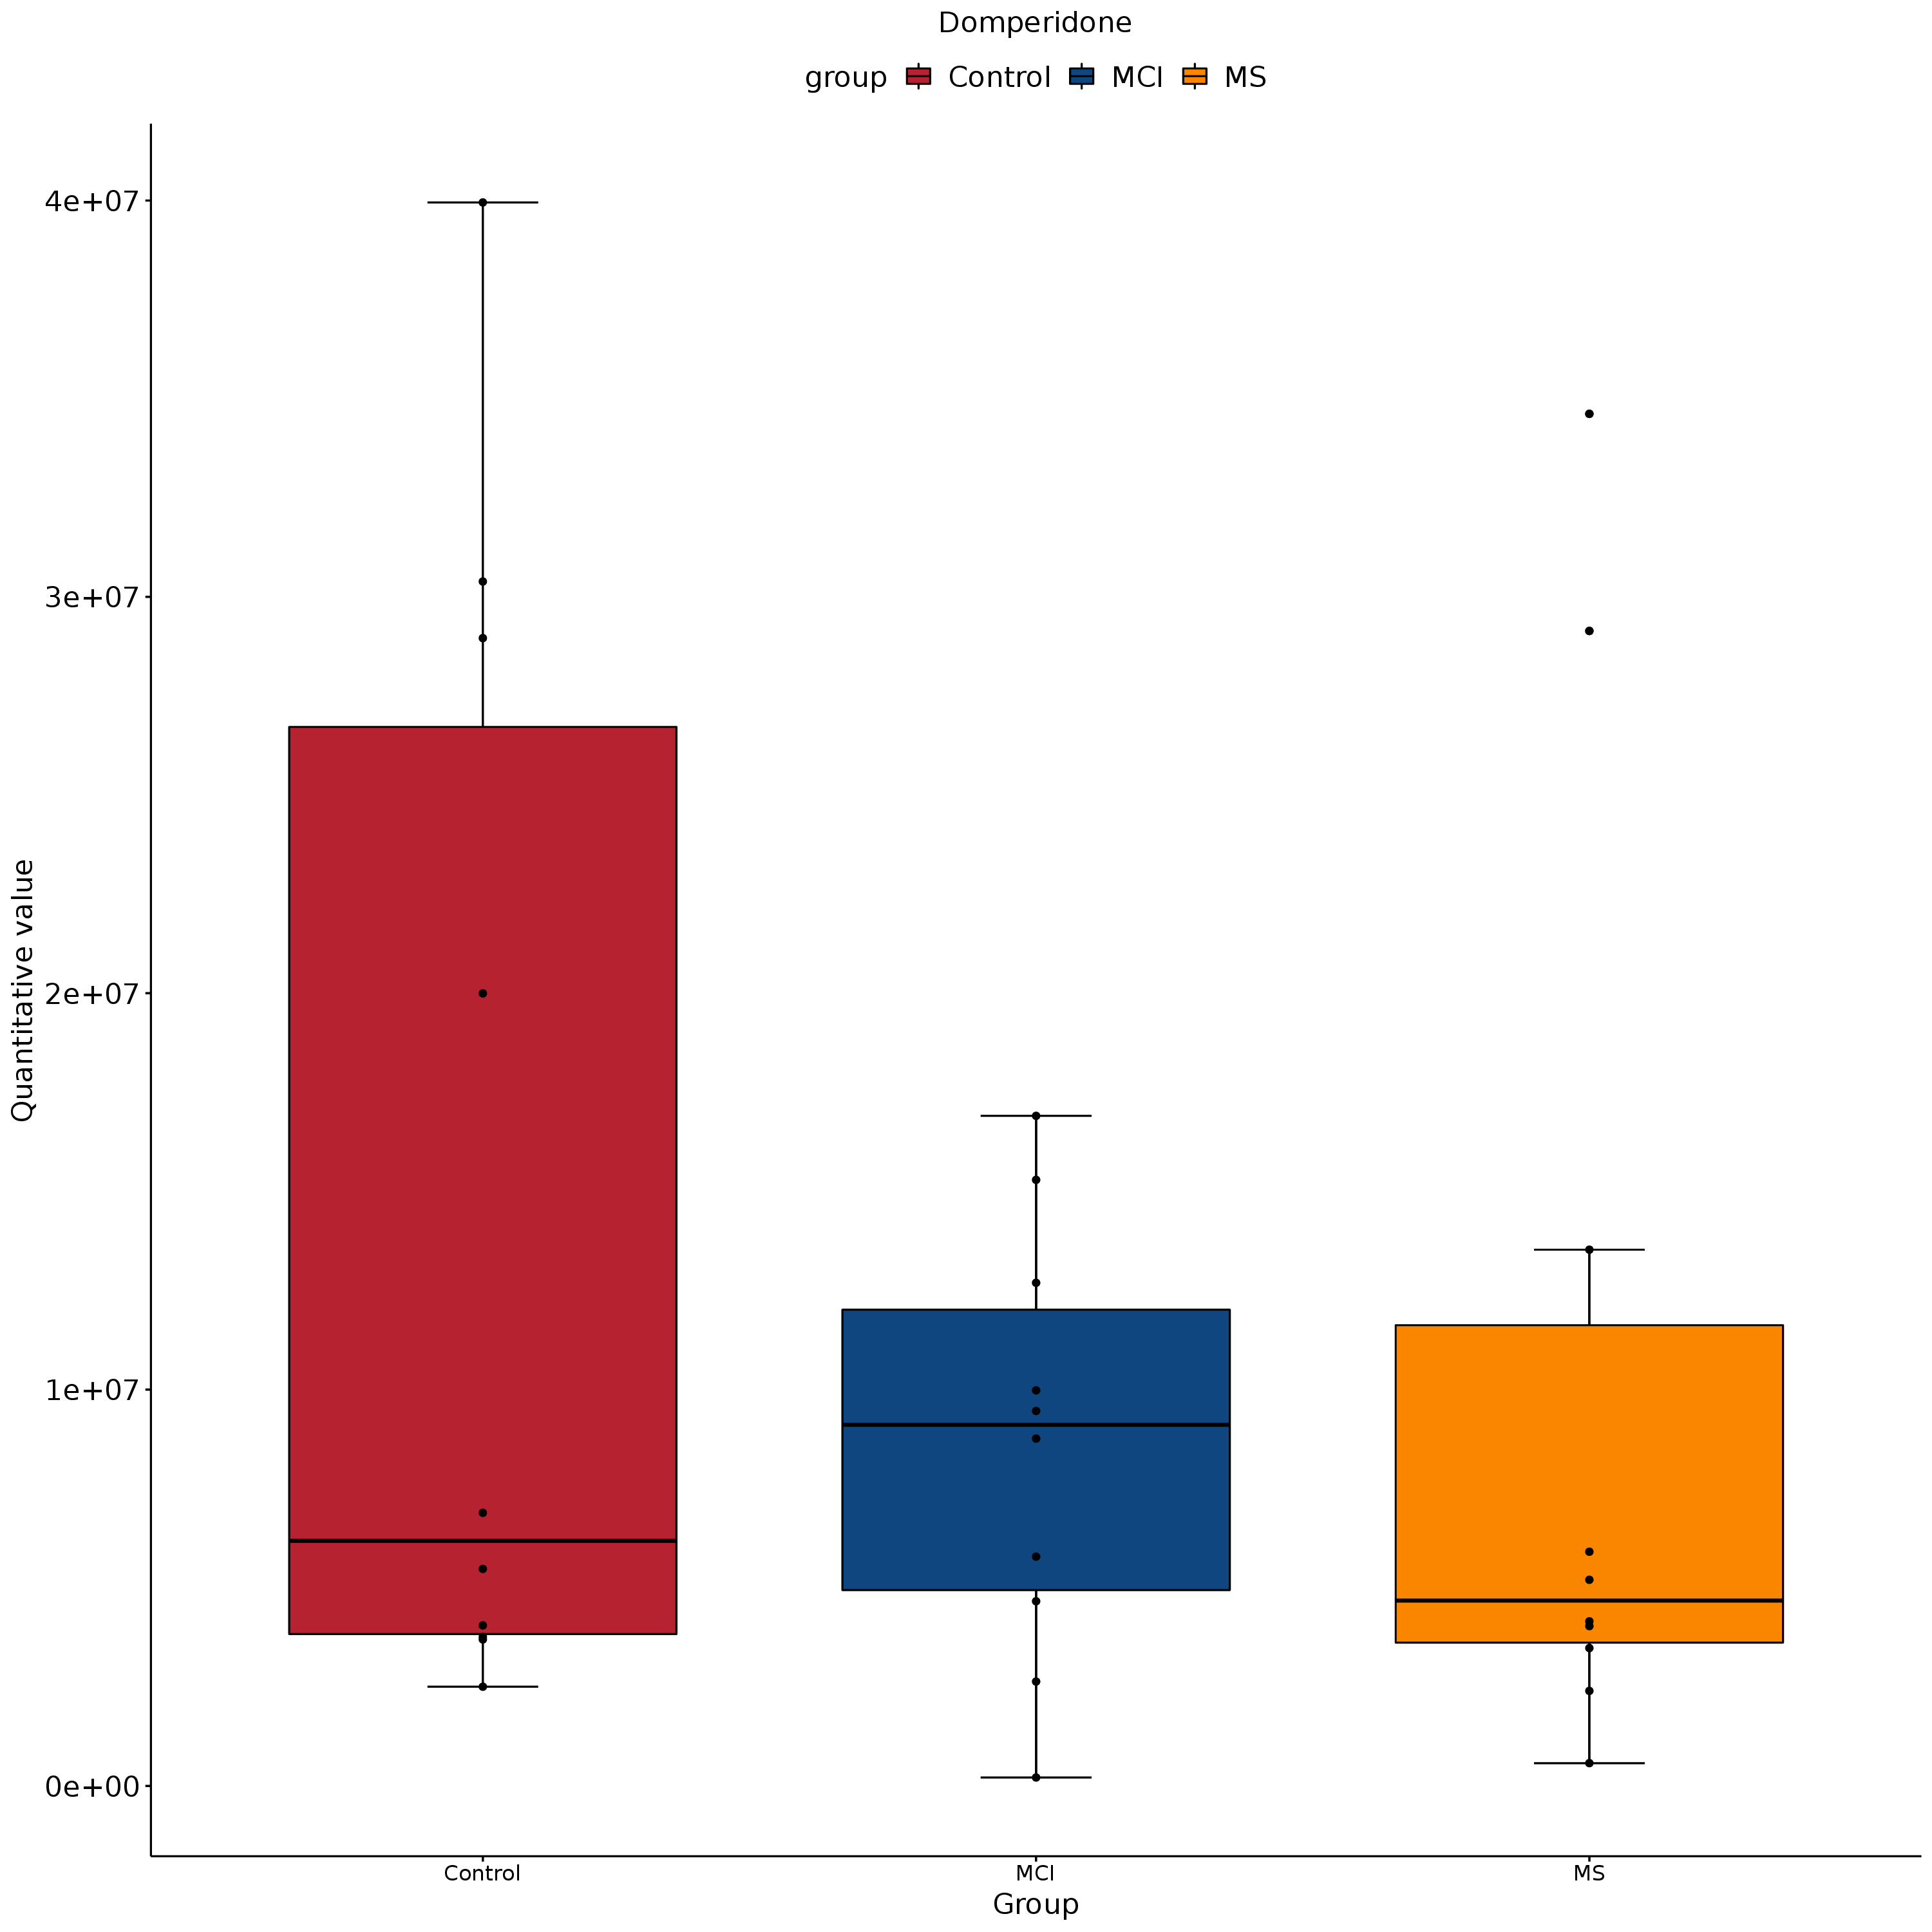 Domperidone
group Control MCI MS
Quantitative value
4e+07
3e+07
2e+07
1e+07
0e+00
Control MCI MS
Group